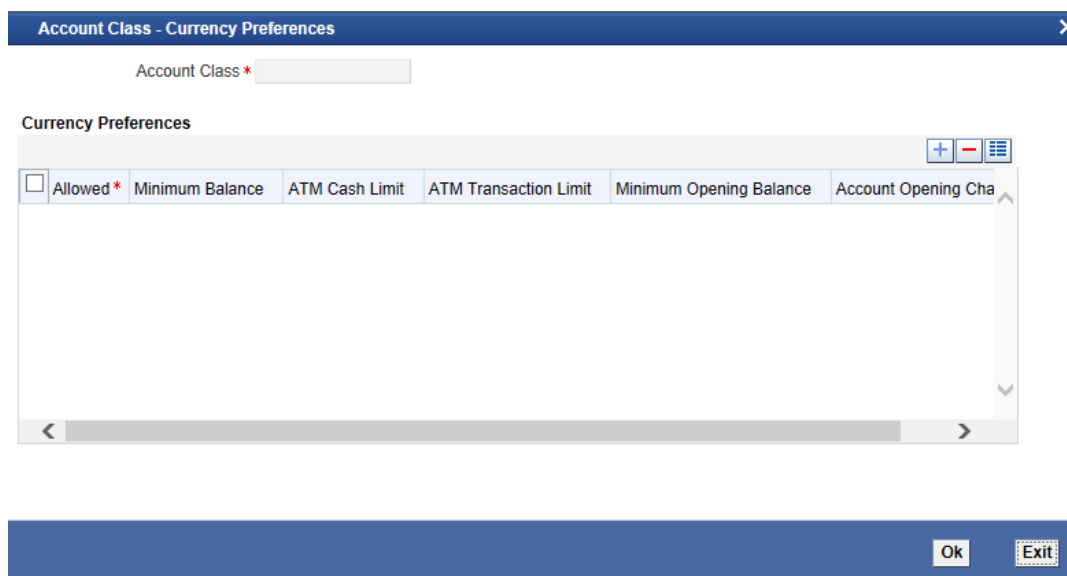 Account Class - Currency Preferences
Account Class *
Currency Preferences
Allowed * Minimum Balance ATM Cash Limit ATM Transaction Limit Minimum Opening Balance Account Opening Cha
Ok Exit